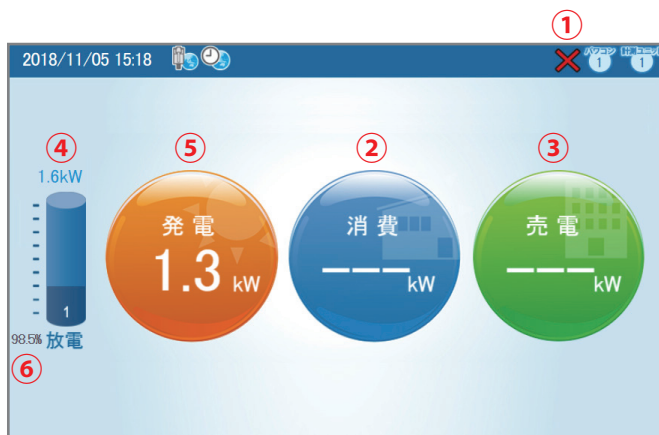 ①
2018/11/05 15:18
パワコン
1
計測ユニット
1
④
⑤
②
③
1.6kW
発電
1.3 kW
消費
--- kW
売電
--- kW
1
98.5% 放電
⑥